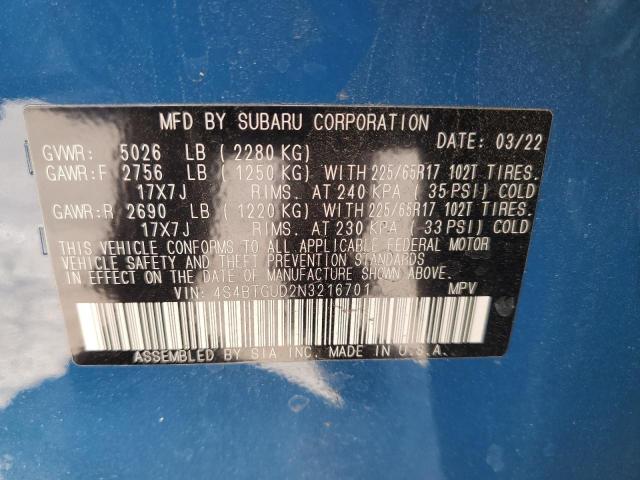 MFD BY SUBARU CORPORATION
DATE: 03/22
GVWR: 5026 LB ( 2280 KG)
GAWR:F 2756 LB ( 1250 KG) WITH 225/65R17 102T TIRES.
17X7J RIMS. AT 240 KPA ( 35 PSI) COLD
GAWR:R 2690 LB ( 1220 KG) WITH 225/65R17 102T TIRES.
17X7J RIMS. AT 230 KPA ( 33 PSI) COLD
THIS VEHICLE CONFORMS TO ALL APPLICABLE FEDERAL MOTOR
VEHICLE SAFETY AND THEFT PREVENTION STANDARDS IN
EFFECT ON THE DATE OF MANUFACTURE SHOWN ABOVE.
VIN: 4S4BTGUD2N3216701 MPV
ASSEMBLED BY SIA INC. MADE IN U.S.A.